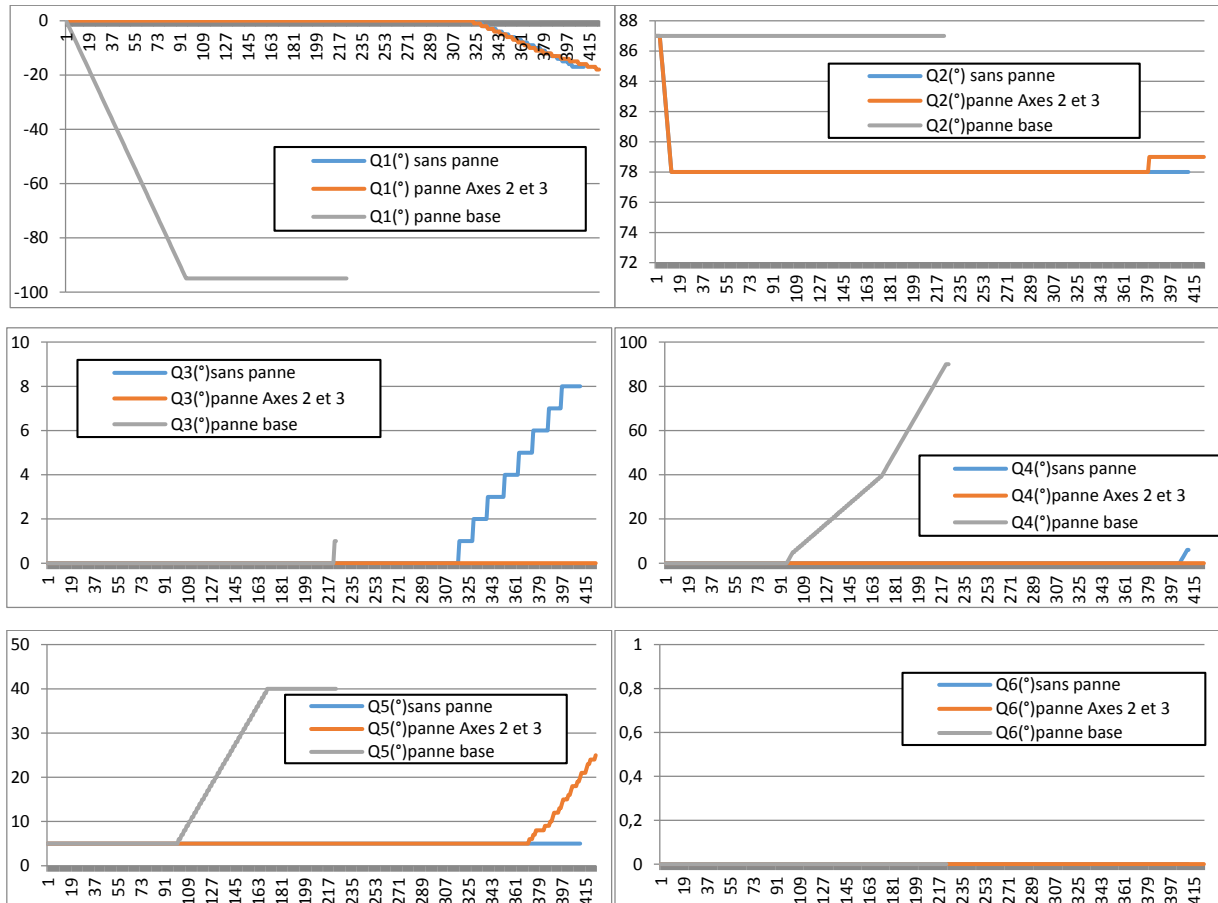 0
-20
-40
-60
-80
-100
1 19 37 55 73 91 109 127 145 163 181 199 217 235 253 271 289 307 325 343 361 379 397 415
Q1(°) sans panne
Q1(°) panne Axes 2 et 3
Q1(°) panne base
88
86
84
82
80
78
76
74
72
Q2(°) sans panne
Q2(°)panne Axes 2 et 3
Q2(°)panne base
1 19 37 55 73 91 109 127 145 163 181 199 217 235 253 271 289 307 325 343 361 379 397 415
10
8
6
4
2
0
Q3(°)sans panne
Q3(°)panne Axes 2 et 3
Q3(°)panne base
1 19 37 55 73 91 109 127 145 163 181 199 217 235 253 271 289 307 325 343 361 379 397 415
100
80
60
40
20
0
Q4(°)sans panne
Q4(°)panne Axes 2 et 3
Q4(°)panne base
1 19 37 55 73 91 109 127 145 163 181 199 217 235 253 271 289 307 325 343 361 379 397 415
50
40
30
20
10
0
Q5(°)sans panne
Q5(°)panne Axes 2 et 3
Q5(°)panne base
1 19 37 55 73 91 109 127 145 163 181 199 217 235 253 271 289 307 325 343 361 379 397 415
1
0,8
0,6
0,4
0,2
0
Q6(°)sans panne
Q6(°)panne Axes 2 et 3
Q6(°)panne base
1 19 37 55 73 91 109 127 145 163 181 199 217 235 253 271 289 307 325 343 361 379 397 415